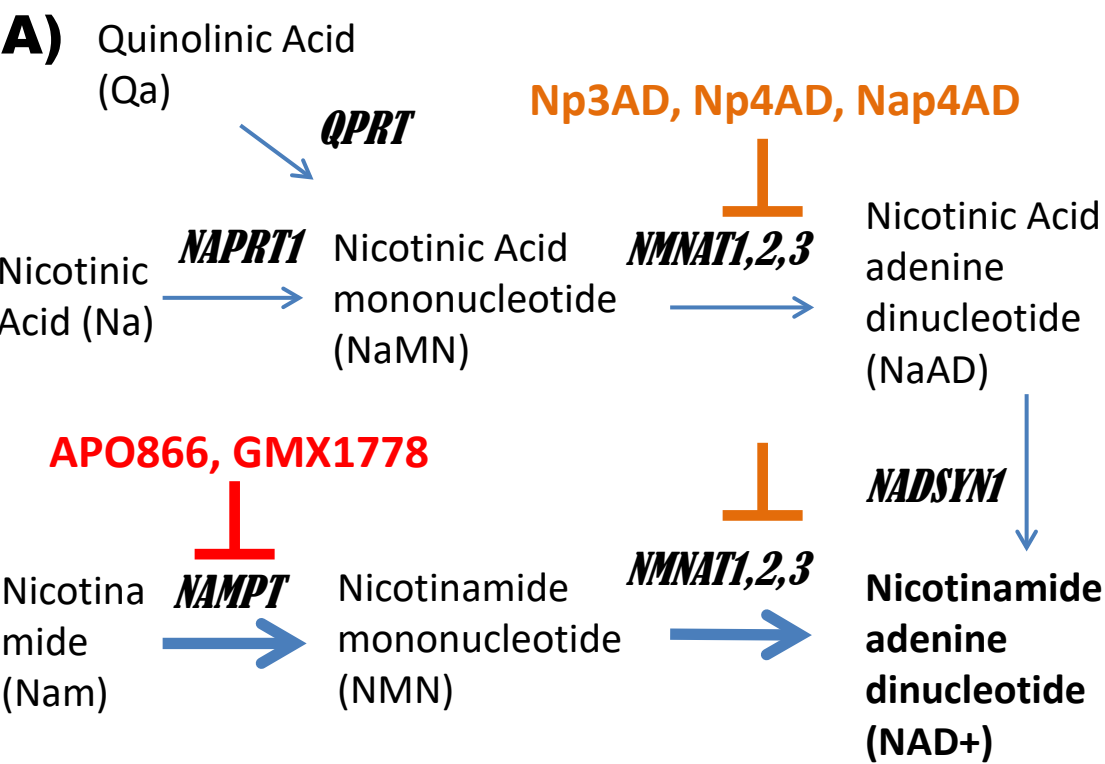 A)
Quinolinic Acid
(Qa)
QPRT
Np3AD, Np4AD, Nap4AD
Nicotinic
Acid (Na)
NAPRT1
Nicotinic Acid
mononucleotide
(NaMN)
NMNAT1,2,3
Nicotinic Acid
adenine
dinucleotide
(NaAD)
APO866, GMX1778
NADSYN1
Nicotina
mide
(Nam)
NAMPT
Nicotinamide
mononucleotide
(NMN)
NMNAT1,2,3
Nicotinamide
adenine
dinucleotide
(NAD+)